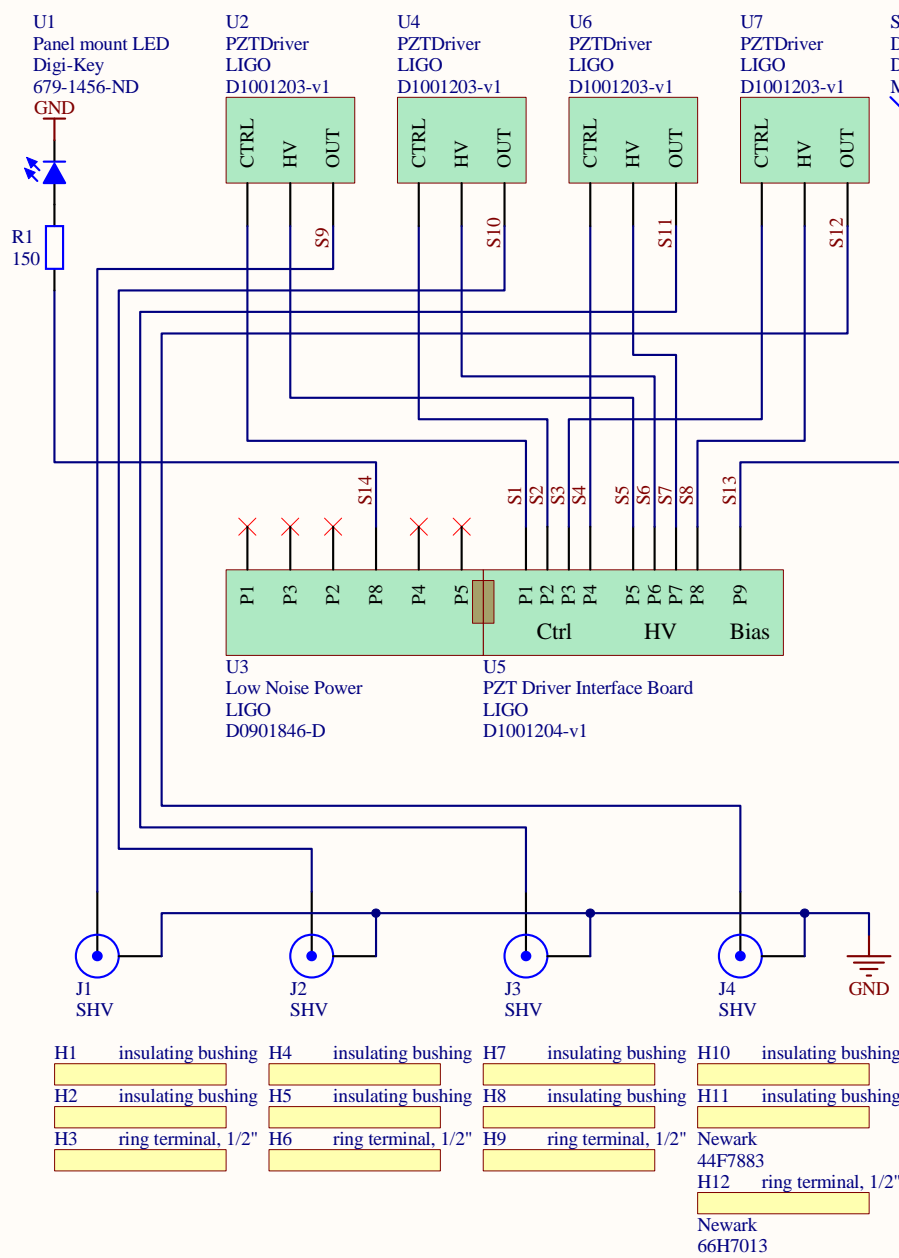 U1
Panel mount LED
Digi-Key
679-1456-ND
GND
R1
150
U2
PZTDriver
LIGO
D1001203-v1
CTRL
HV
OUT
S9
U4
PZTDriver
LIGO
D1001203-v1
CTRL
HV
OUT
S10
U6
PZTDriver
LIGO
D1001203-v1
CTRL
HV
OUT
S11
U7
PZTDriver
LIGO
D1001203-v1
CTRL
HV
OUT
S12
S
D
D
M
S14
S1
S2
S3
S4
S5
S6
S7
S8
S13
P1
P3
P2
P8
P4
P5
P1
P2
P3
P4
P5
P6
P7
P8
P9
Ctrl
HV
Bias
U3
Low Noise Power
LIGO
D0901846-D
U5
PZT Driver Interface Board
LIGO
D1001204-v1
J1
SHV
J2
SHV
J3
SHV
J4
SHV
GND
H1 insulating bushing
H2 insulating bushing
H3 ring terminal, 1/2"
H4 insulating bushing
H5 insulating bushing
H6 ring terminal, 1/2"
H7 insulating bushing
H8 insulating bushing
H9 ring terminal, 1/2"
H10 insulating bushing
H11 insulating bushing
Newark
44F7883
H12 ring terminal, 1/2"
Newark
66H7013